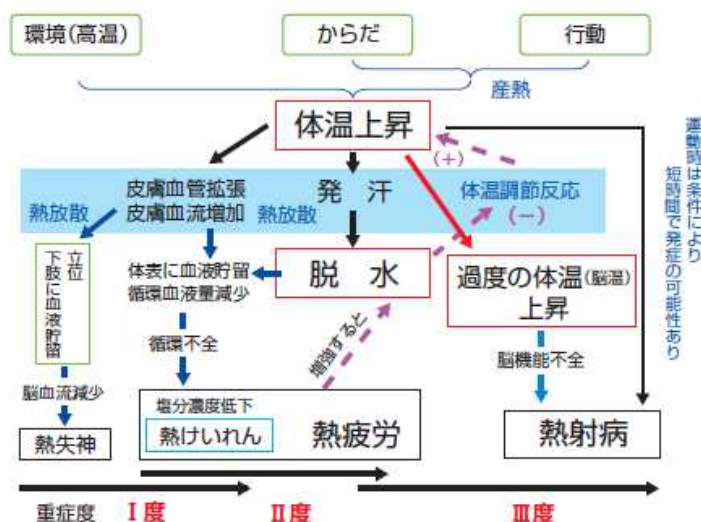 環境(高温)
からだ
行動
産熱
体温上昇
(+)
運動時は条件により
短時間で発症の可能性あり
熱放散
皮膚血管拡張
皮膚血流増加
熱放散
発 汗
体温調節反応
(−)
立位
下肢に血液貯留
体表に血液貯留
循環血液量減少
脱 水
過度の体温(脳温)
上昇
循環不全
増強すると
脳機能不全
脳血流減少
塩分濃度低下
熱失神
熱けいれん
熱疲労
熱射病
重症度
Ⅰ度
Ⅱ度
Ⅲ度